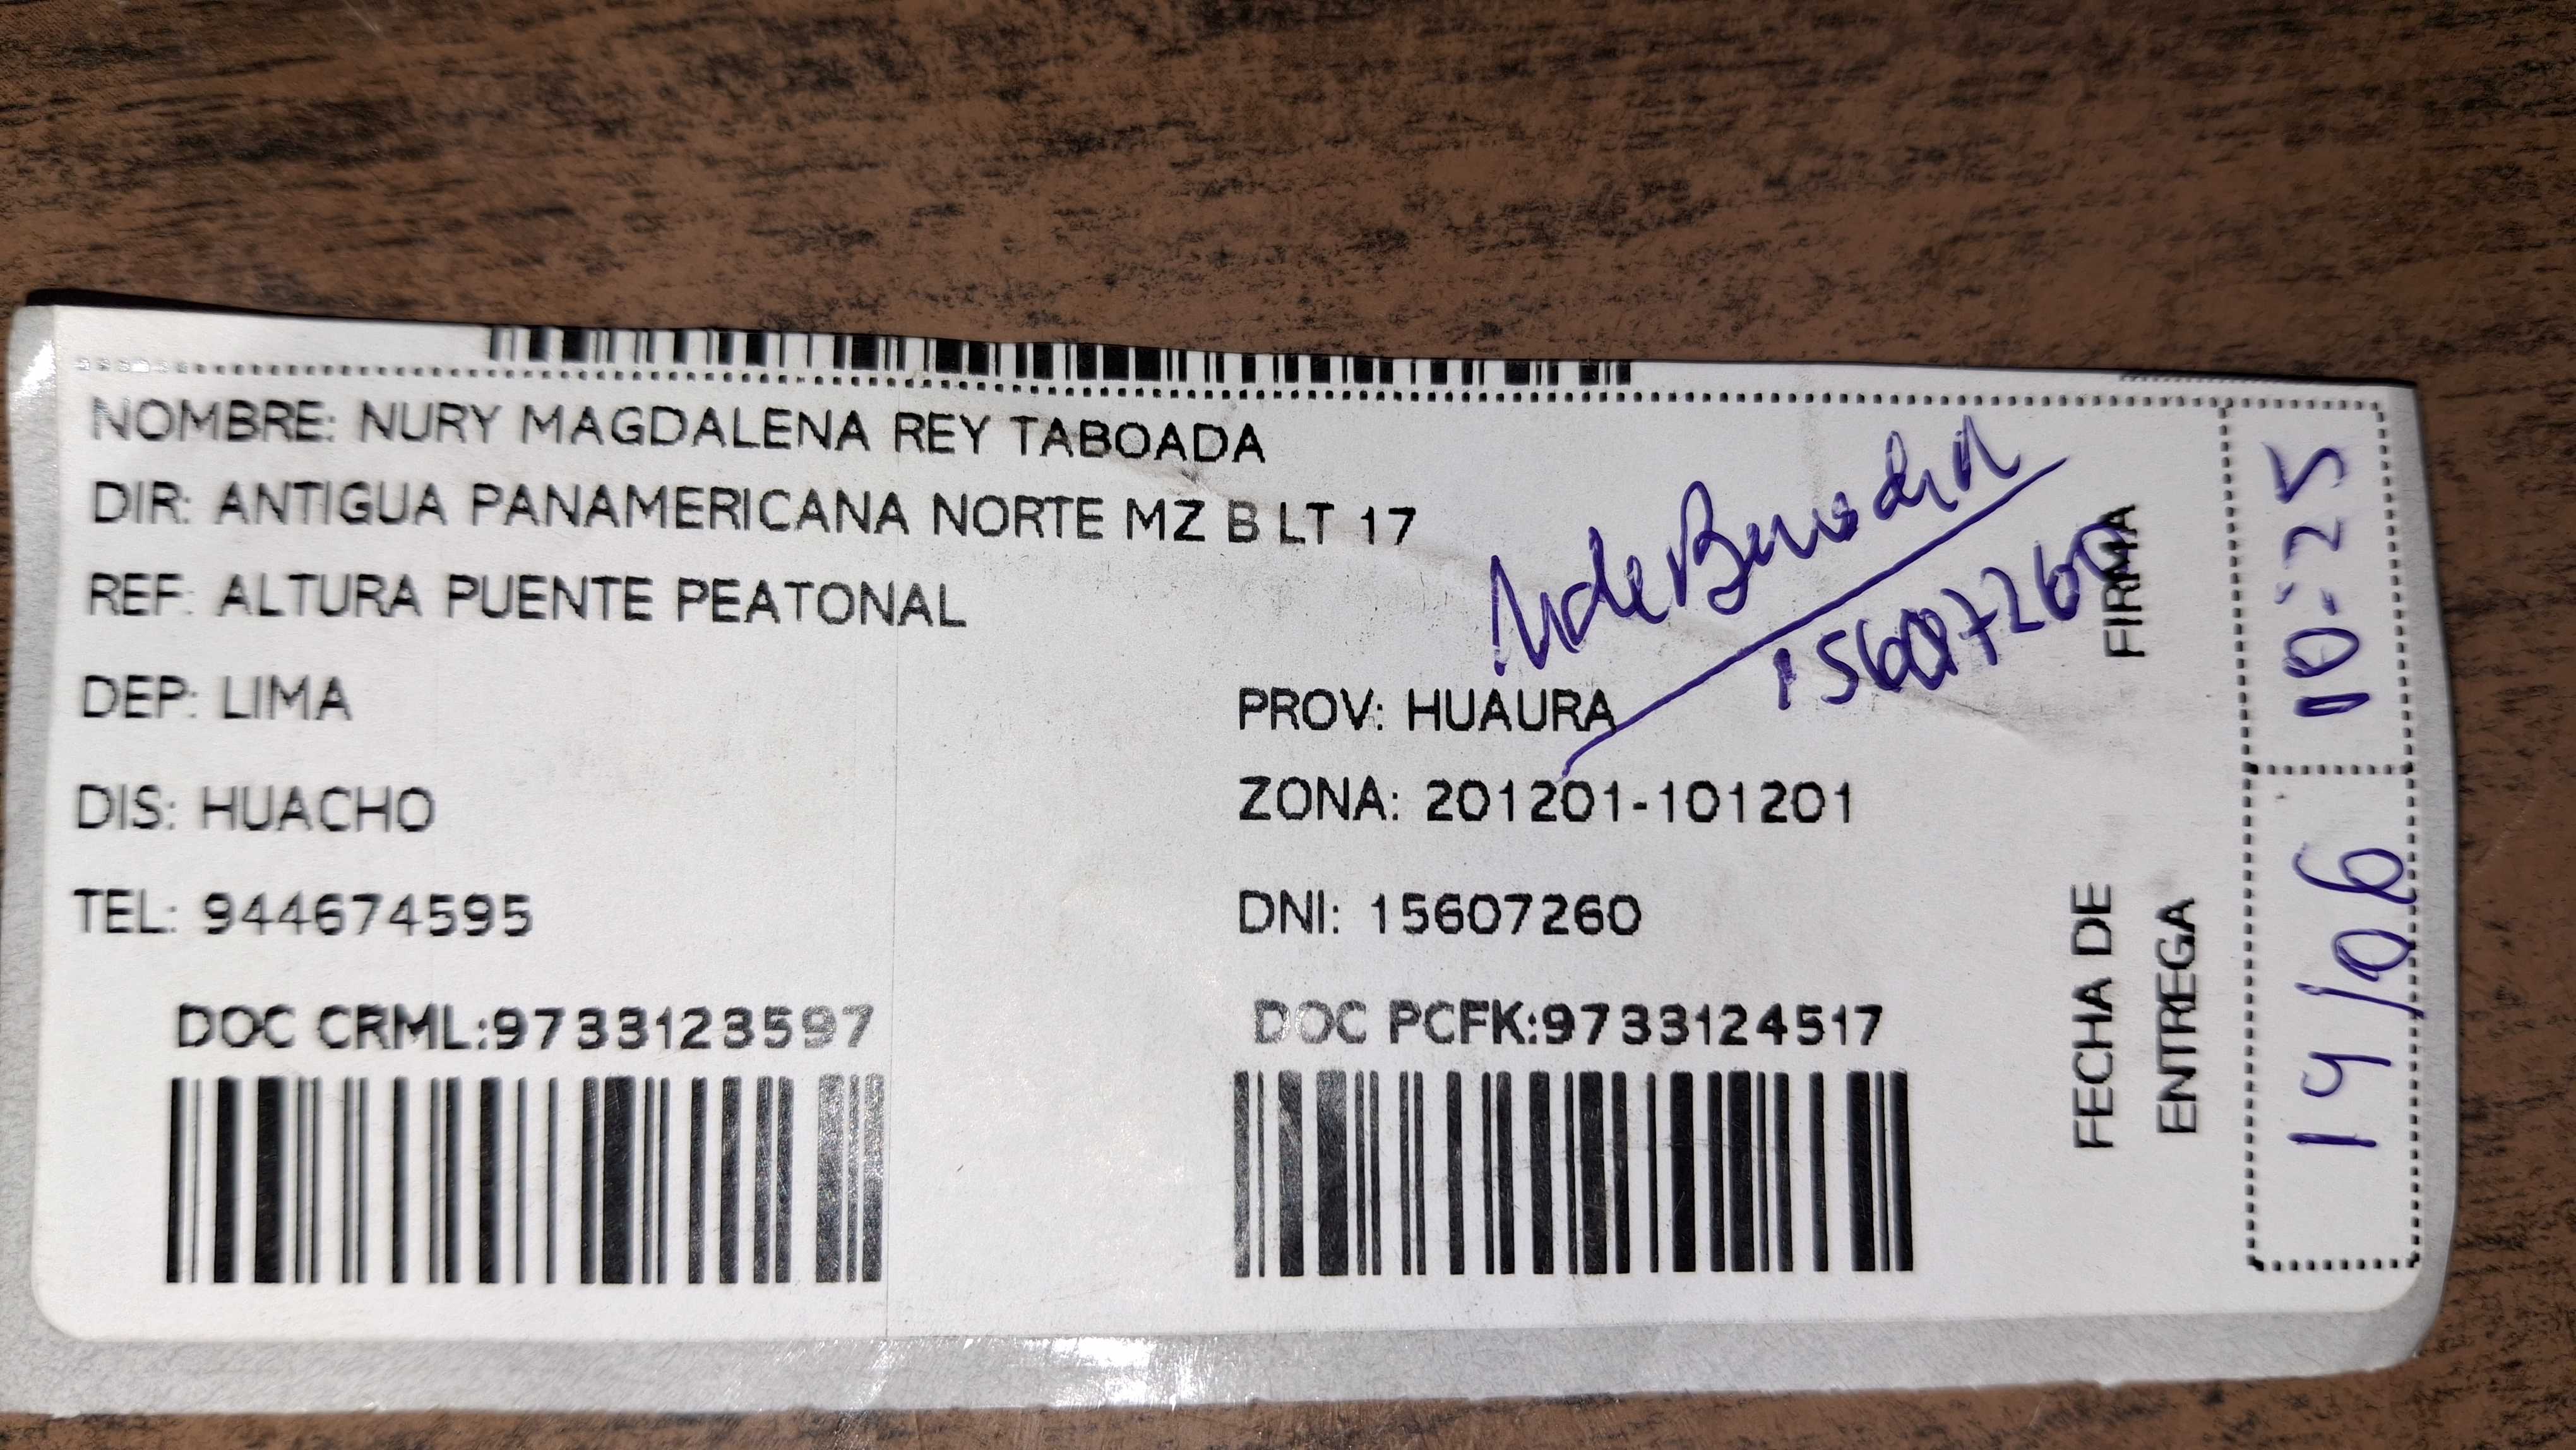 NOMBRE: NURY MAGDALENA REY TABOADA
DIR: ANTIGUA PANAMERICANA NORTE MZ B LT 17
REF: ALTURA PUENTE PEATONAL
DEP: LIMA
PROV: HUAURA
DIS: HUACHO
ZONA: 201201-101201
TEL: 944674595
DNI: 15607260
DOC CRML:9733123597
DOC PCFK:9733124517
15607260
FIRMA
10:25
FECHA DE
ENTREGA
14/06